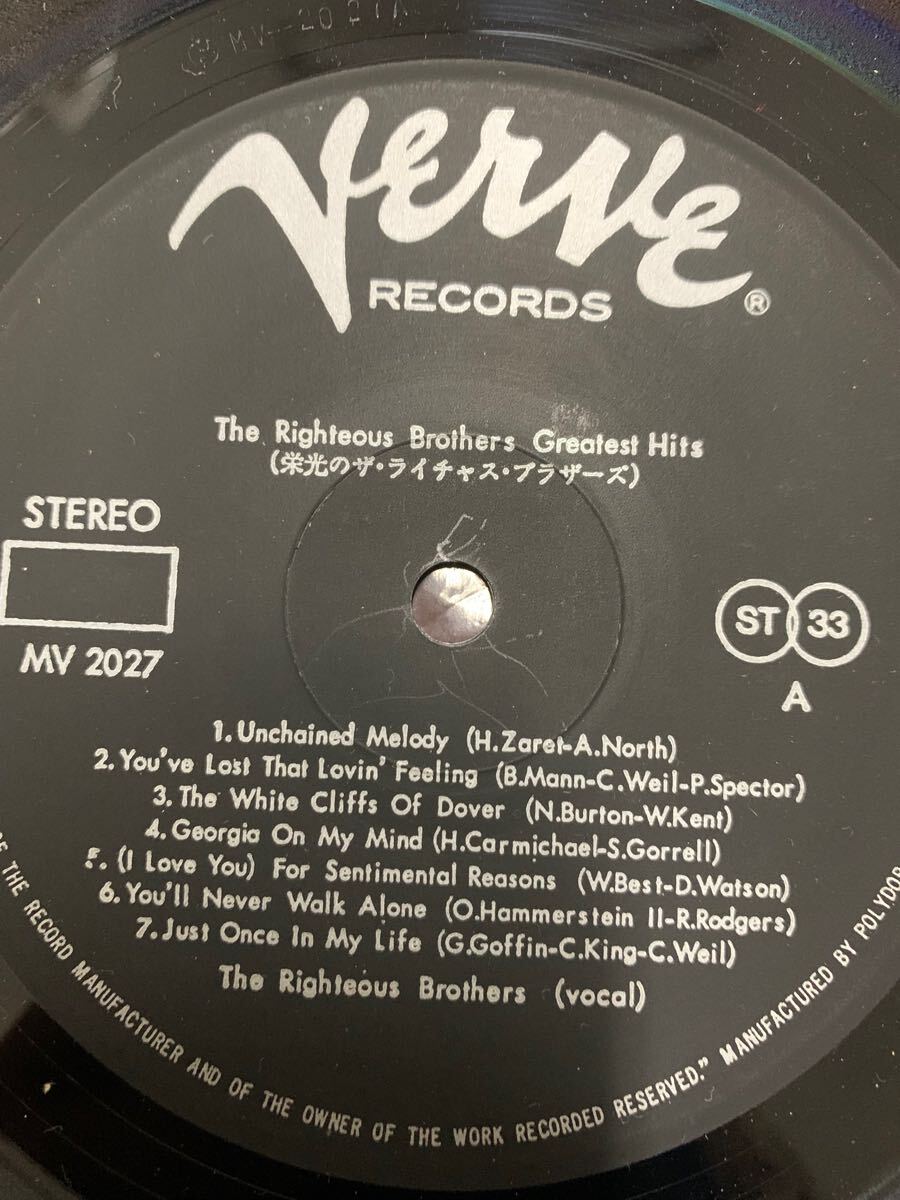 MV-2027A
Verve
RECORDS ®
The Righteous Brothers Greatest Hits
(栄光のザ・ライチャス・ブラザーズ)
STEREO
MV 2027
ST 33
A
1. Unchained Melody (H.Zaret-A.North)
2. You've Lost That Lovin' Feeling (B.Mann-C.Weil-P.Spector)
3. The White Cliffs Of Dover (N.Burton-W.Kent)
4. Georgia On My Mind (H.Carmichael-S.Gorrell)
5. (I Love You) For Sentimental Reasons (W.Best-D.Watson)
6. You'll Never Walk Alone (O.Hammerstein II-R.Rodgers)
7. Just Once In My Life (G.Goffin-C.King-C.Weil)
The Righteous Brothers (vocal)
OF THE RECORD MANUFACTURER AND OF THE OWNER OF THE WORK RECORDED RESERVED." MANUFACTURED BY POLYDOR